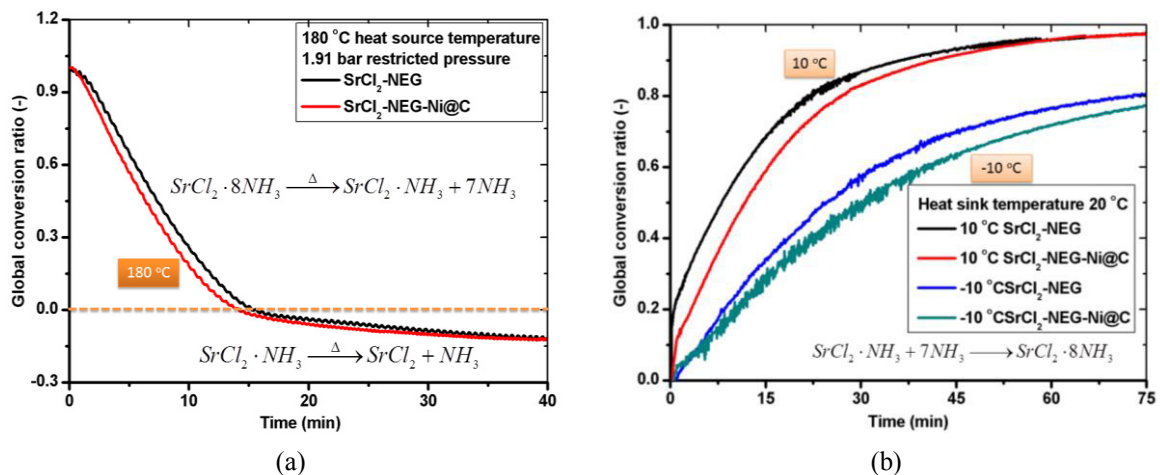 180 °C heat source temperature
1.91 bar restricted pressure
SrCl₂-NEG
SrCl₂-NEG-Ni@C
SrCl₂·8NH₃ —Δ→ SrCl₂·NH₃ + 7NH₃
180 °C
SrCl₂·NH₃ —Δ→ SrCl₂ + NH₃
Global conversion ratio (-)
1.2
0.9
0.6
0.3
0.0
-0.3
0 5 10 15 20 25 30 35 40
Time (min)
(a)
10 °C
-10 °C
Heat sink temperature 20 °C
10 °C SrCl₂-NEG
10 °C SrCl₂-NEG-Ni@C
-10 °CSrCl₂-NEG
-10 °CSrCl₂-NEG-Ni@C
SrCl₂·NH₃ + 7NH₃ ⟶ SrCl₂·8NH₃
Global conversion ratio (-)
1.0
0.8
0.6
0.4
0.2
0.0
0 15 30 45 60 75
Time (min)
(b)